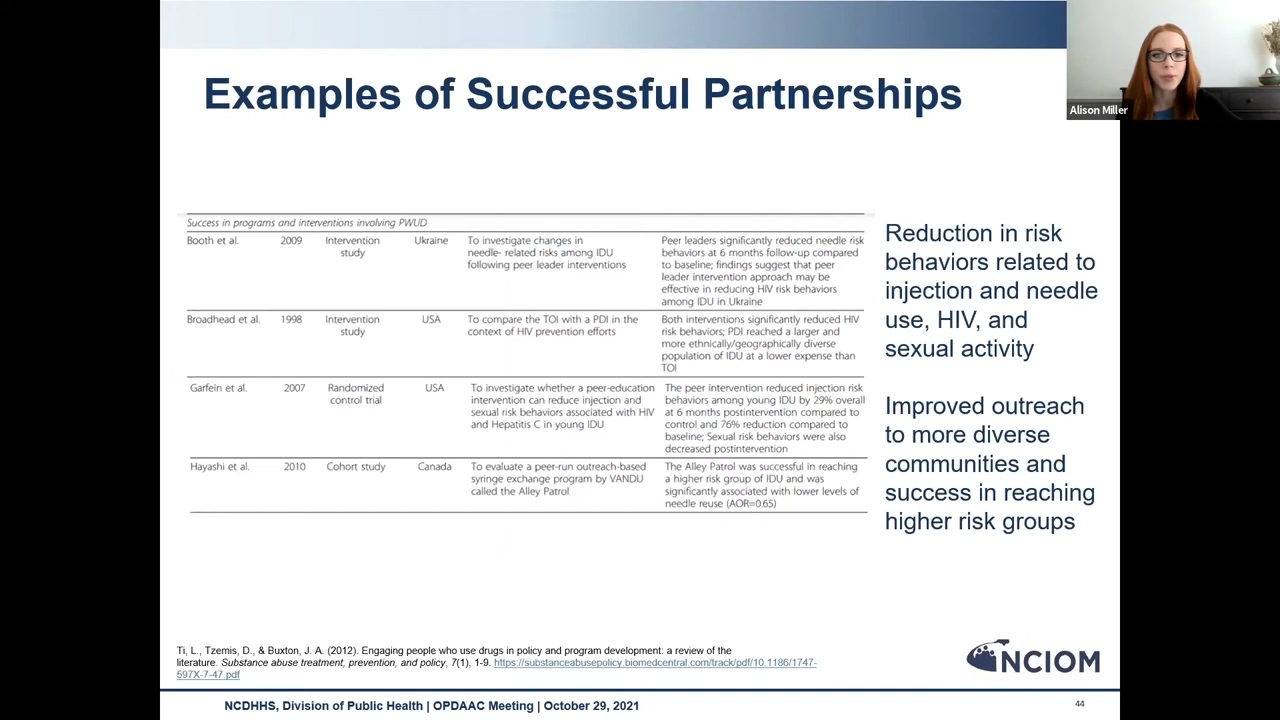 Examples of Successful Partnerships
Alison Miller
Success in programs and interventions involving PWUD
Booth et al. 2009 Intervention study Ukraine To investigate changes in needle- related risks among IDU following peer leader interventions Peer leaders significantly reduced needle risk behaviors at 6 months follow-up compared to baseline; findings suggest that peer leader intervention approach may be effective in reducing HIV risk behaviors among IDU in Ukraine
Broadhead et al. 1998 Intervention study USA To compare the TOI with a PDI in the context of HIV prevention efforts Both interventions significantly reduced HIV risk behaviors; PDI reached a larger and more ethnically/geographically diverse population of IDU at a lower expense than TOI
Garfein et al. 2007 Randomized control trial USA To investigate whether a peer-education intervention can reduce injection and sexual risk behaviors associated with HIV and Hepatitis C in young IDU The peer intervention reduced injection risk behaviors among young IDU by 29% overall at 6 months postintervention compared to control and 76% reduction compared to baseline; Sexual risk behaviors were also decreased postintervention
Hayashi et al. 2010 Cohort study Canada To evaluate a peer-run outreach-based syringe exchange program by VANDU called the Alley Patrol The Alley Patrol was successful in reaching a higher risk group of IDU and was significantly associated with lower levels of needle reuse (AOR=0.65)
Reduction in risk
behaviors related to
injection and needle
use, HIV, and
sexual activity
Improved outreach
to more diverse
communities and
success in reaching
higher risk groups
Ti, L., Tzemis, D., & Buxton, J. A. (2012). Engaging people who use drugs in policy and program development: a review of the
literature. Substance abuse treatment, prevention, and policy, 7(1), 1-9. https://substanceabusepolicy.biomedcentral.com/track/pdf/10.1186/1747-
597X-7-47.pdf
NCIOM
NCDHHS, Division of Public Health | OPDAAC Meeting | October 29, 2021
44